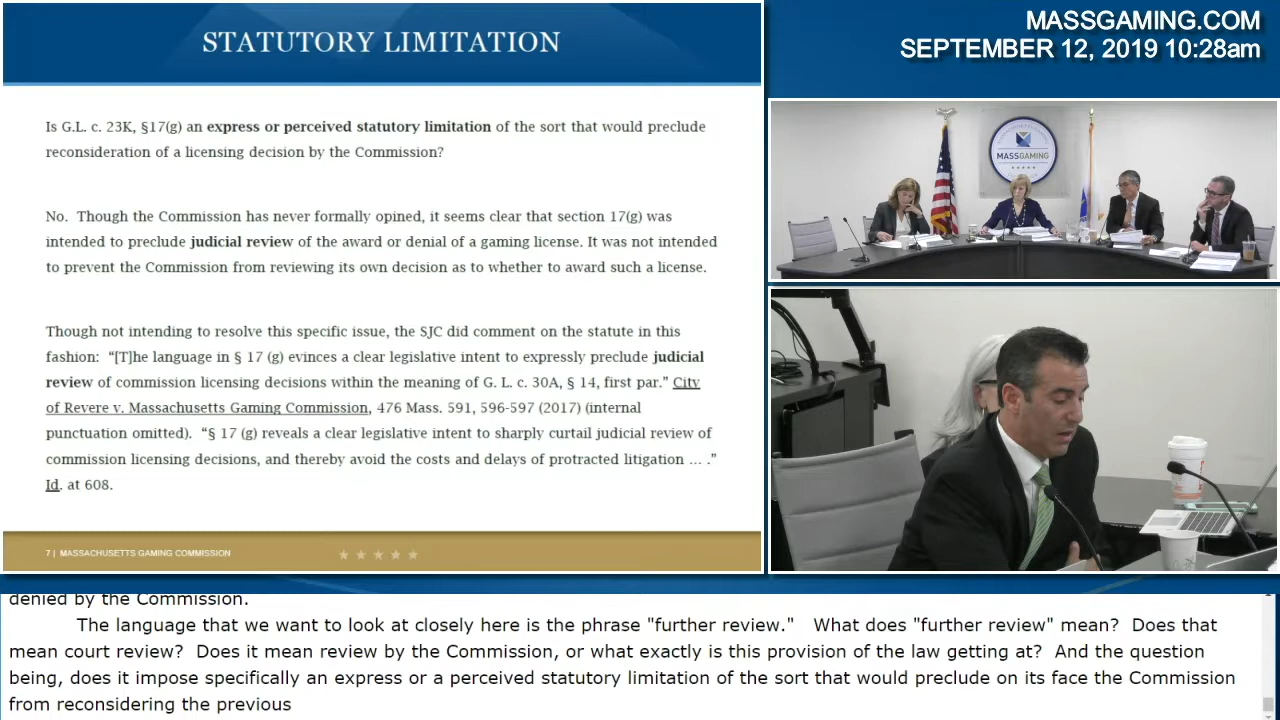 STATUTORY LIMITATION
Is G.L. c. 23K, §17(g) an express or perceived statutory limitation of the sort that would preclude
reconsideration of a licensing decision by the Commission?
No. Though the Commission has never formally opined, it seems clear that section 17(g) was
intended to preclude judicial review of the award or denial of a gaming license. It was not intended
to prevent the Commission from reviewing its own decision as to whether to award such a license.
Though not intending to resolve this specific issue, the SJC did comment on the statute in this
fashion: “[T]he language in § 17 (g) evinces a clear legislative intent to expressly preclude judicial
review of commission licensing decisions within the meaning of G. L. c. 30A, § 14, first par.” City
of Revere v. Massachusetts Gaming Commission, 476 Mass. 591, 596-597 (2017) (internal
punctuation omitted). “§ 17 (g) reveals a clear legislative intent to sharply curtail judicial review of
commission licensing decisions, and thereby avoid the costs and delays of protracted litigation ... .”
Id. at 608.
7 | MASSACHUSETTS GAMING COMMISSION
MASSGAMING.COM
SEPTEMBER 12, 2019 10:28am
MASSGAMING
denied by the Commission.
The language that we want to look at closely here is the phrase "further review." What does "further review" mean? Does that
mean court review? Does it mean review by the Commission, or what exactly is this provision of the law getting at? And the question
being, does it impose specifically an express or a perceived statutory limitation of the sort that would preclude on its face the Commission
from reconsidering the previous